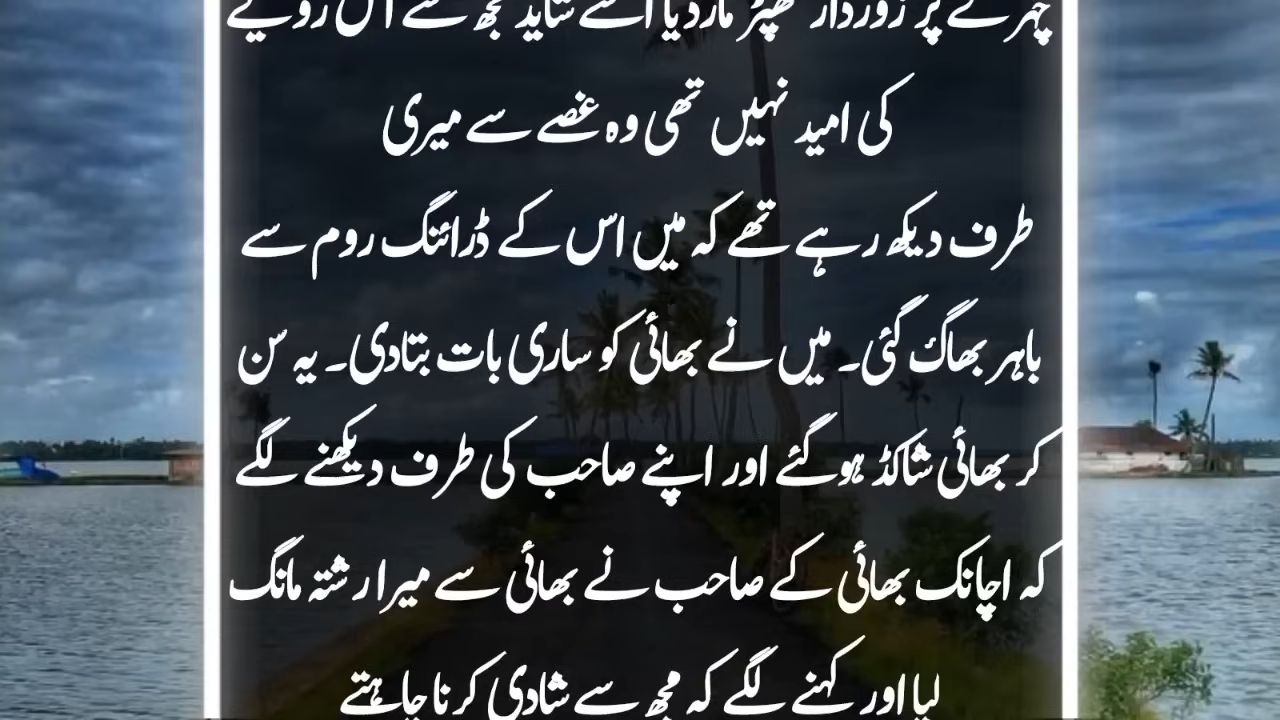 چہرے پر زوردار تھپڑ مار دیا اسے شاید مجھ سے اس رویے
کی امید نہیں تھی وہ غصے سے میری
طرف دیکھ رہے تھے کہ میں اس کے ڈرائنگ روم سے
باہر بھاگ گئی۔ میں نے بھائی کو ساری بات بتادی۔ یہ سن
کر بھائی شاکڈ ہوگئے اور اپنے صاحب کی طرف دیکھنے لگے
کہ اچانک بھائی کے صاحب نے بھائی سے میرا رشتہ مانگ
لیا اور کہنے لگے کہ مجھ سے شادی کرنا چاہتے